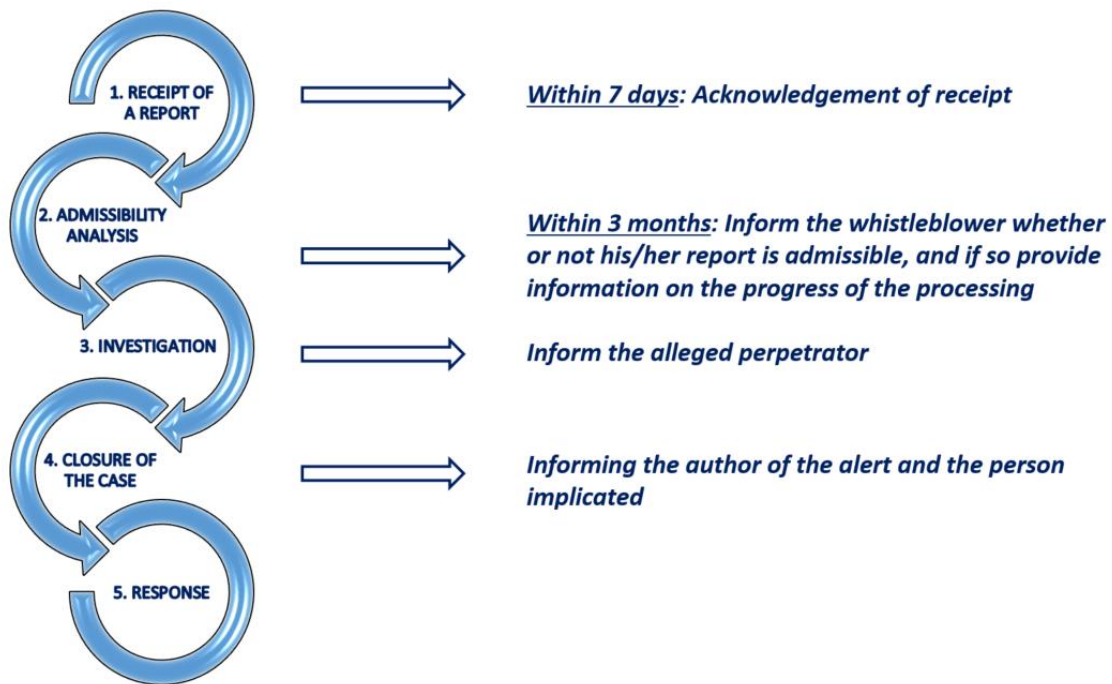 1. RECEIPT OF
A REPORT
Within 7 days: Acknowledgement of receipt
2. ADMISSIBILITY
ANALYSIS
Within 3 months: Inform the whistleblower whether
or not his/her report is admissible, and if so provide
information on the progress of the processing
3. INVESTIGATION
Inform the alleged perpetrator
4. CLOSURE OF
THE CASE
Informing the author of the alert and the person
implicated
5. RESPONSE